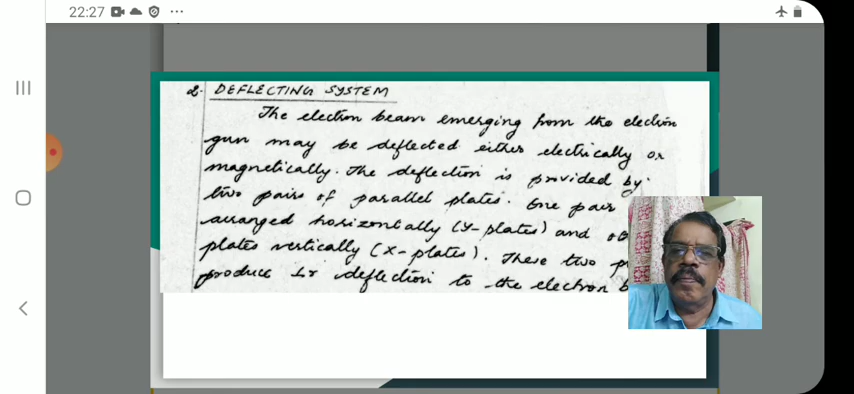 22:27
2. DEFLECTING SYSTEM
The electron beam emerging from the electron
gun may be deflected either electrically or
magnetically. The deflection is provided by
two pairs of parallel plates. One pair
arranged horizontally (Y-plates) and
plates vertically (X-plates). These two
produce ⊥r deflection to the electron